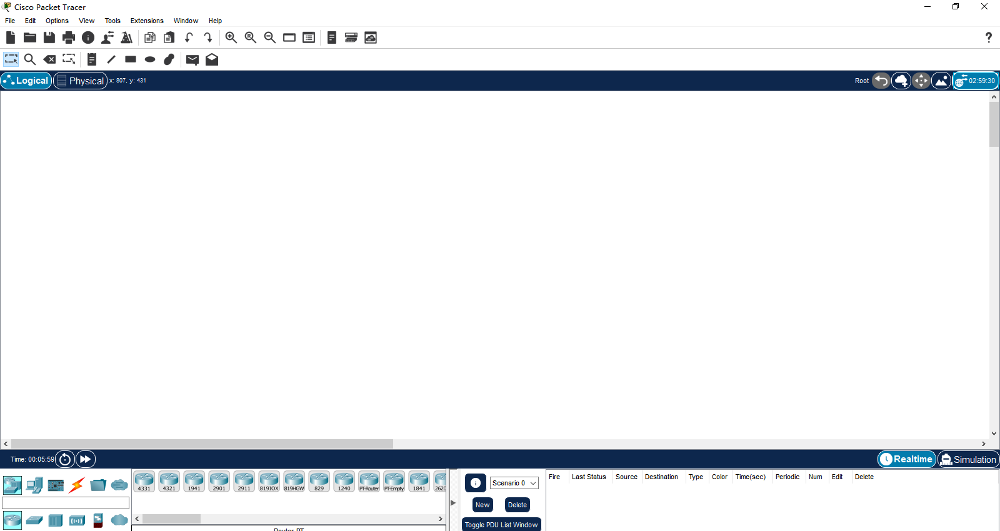 Cisco Packet Tracer
File Edit Options View Tools Extensions Window Help
Logical Physical x: 807, y: 431 Root 02:59:30
Time: 00:05:59 Realtime Simulation
4331 4321 1941 2901 2911 819IOX 819HGW 829 1240 PT-Router PT-Empty 1841 2620
Scenario 0
New Delete
Toggle PDU List Window
Fire Last Status Source Destination Type Color Time(sec) Periodic Num Edit Delete
Router-PT